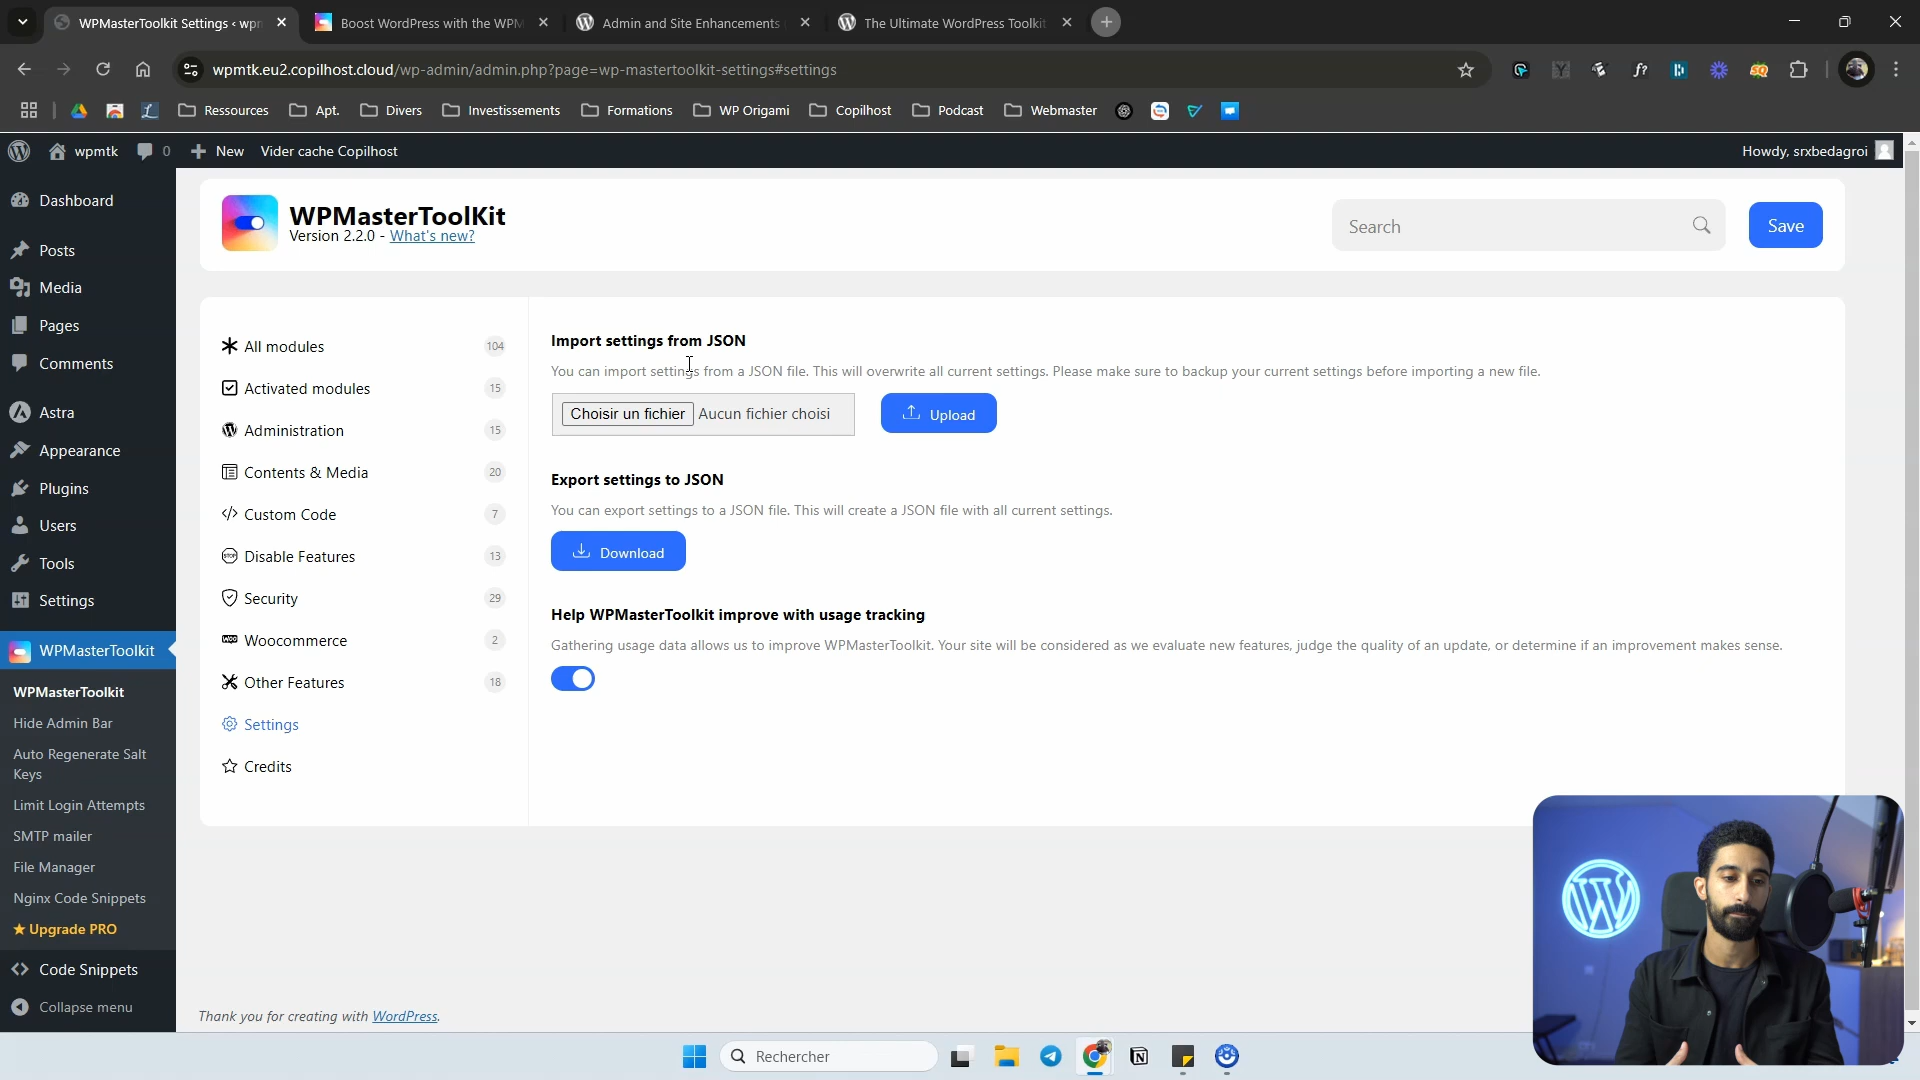 WPMasterToolkit Settings ‹ wpr
Boost WordPress with the WPM
Admin and Site Enhancements
The Ultimate WordPress Toolkit
wpmtk.eu2.copilhost.cloud/wp-admin/admin.php?page=wp-mastertoolkit-settings#settings
Ressources
Apt.
Divers
Investissements
Formations
WP Origami
Copilhost
Podcast
Webmaster
wpmtk
0
New
Vider cache Copilhost
Howdy, srxbedagroi
Dashboard
Posts
Media
Pages
Comments
Astra
Appearance
Plugins
Users
Tools
Settings
WPMasterToolkit
WPMasterToolkit
Hide Admin Bar
Auto Regenerate Salt
Keys
Limit Login Attempts
SMTP mailer
File Manager
Nginx Code Snippets
★ Upgrade PRO
Code Snippets
Collapse menu
WPMasterToolKit
Version 2.2.0 - What's new?
Search
Save
All modules 104
Activated modules 15
Administration 15
Contents & Media 20
Custom Code 7
Disable Features 13
Security 29
Woocommerce 2
Other Features 18
Settings
Credits
Import settings from JSON
You can import settings from a JSON file. This will overwrite all current settings. Please make sure to backup your current settings before importing a new file.
Choisir un fichier Aucun fichier choisi
Upload
Export settings to JSON
You can export settings to a JSON file. This will create a JSON file with all current settings.
Download
Help WPMasterToolkit improve with usage tracking
Gathering usage data allows us to improve WPMasterToolkit. Your site will be considered as we evaluate new features, judge the quality of an update, or determine if an improvement makes sense.
Thank you for creating with WordPress.
Rechercher